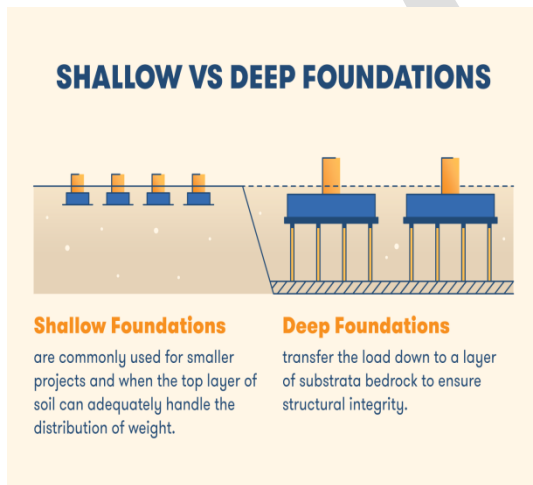 SHALLOW VS DEEP FOUNDATIONS
Shallow Foundations
are commonly used for smaller
projects and when the top layer of
soil can adequately handle the
distribution of weight.
Deep Foundations
transfer the load down to a layer
of substrata bedrock to ensure
structural integrity.